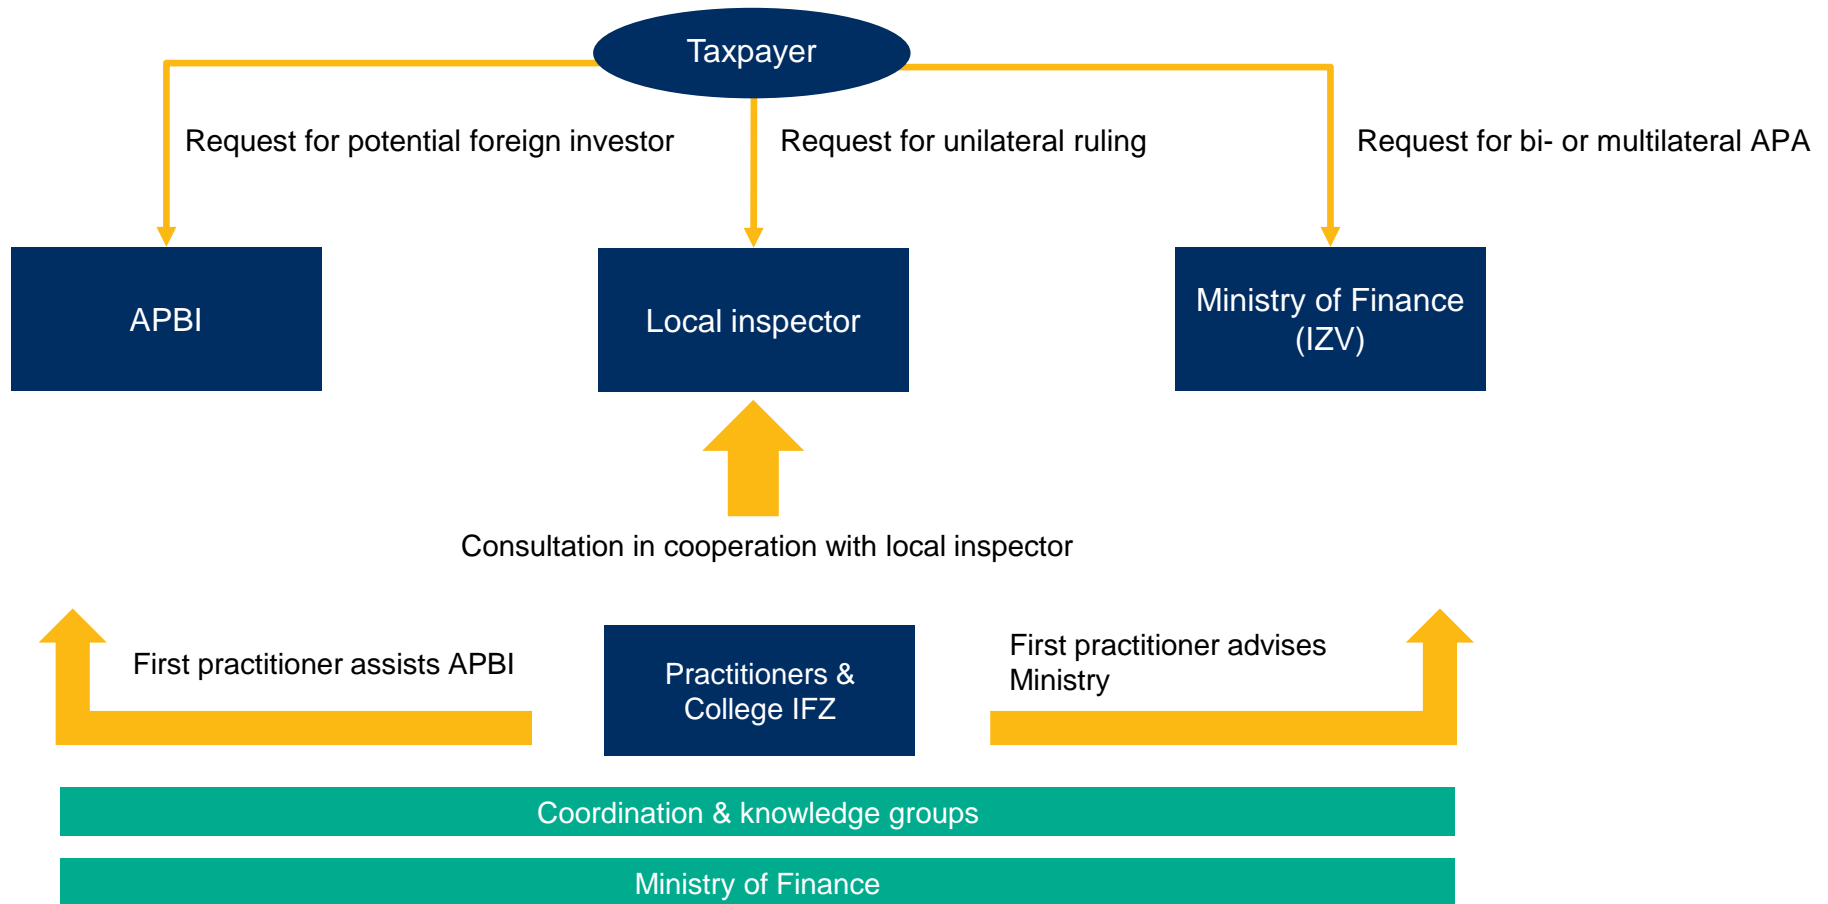 Taxpayer
Request for potential foreign investor
Request for unilateral ruling
Request for bi- or multilateral APA
APBI
Local inspector
Ministry of Finance
(IZV)
Consultation in cooperation with local inspector
First practitioner assists APBI
Practitioners &
College IFZ
First practitioner advises
Ministry
Coordination & knowledge groups
Ministry of Finance